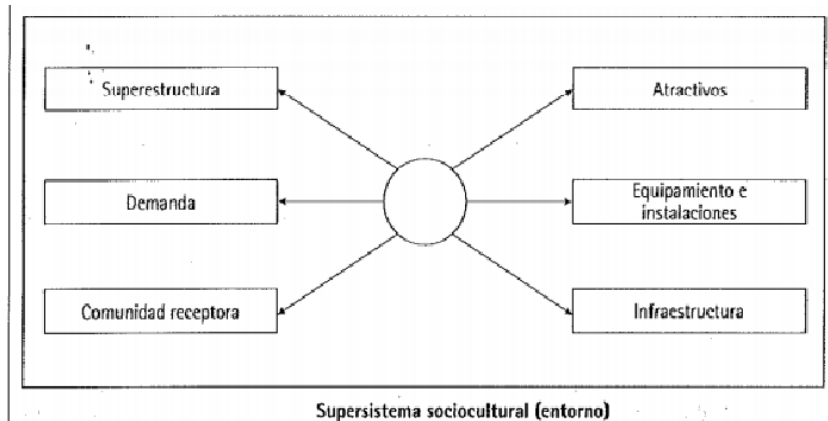 Superestructura
Atractivos
Demanda
Equipamiento e
instalaciones
Comunidad receptora
Infraestructura
Supersistema sociocultural (entorno)